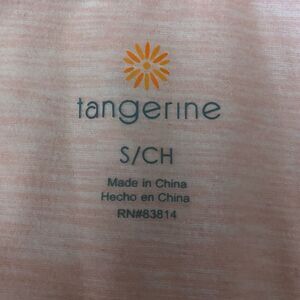 tangerine
S/CH
Made in China
Hecho en China
RN#83814